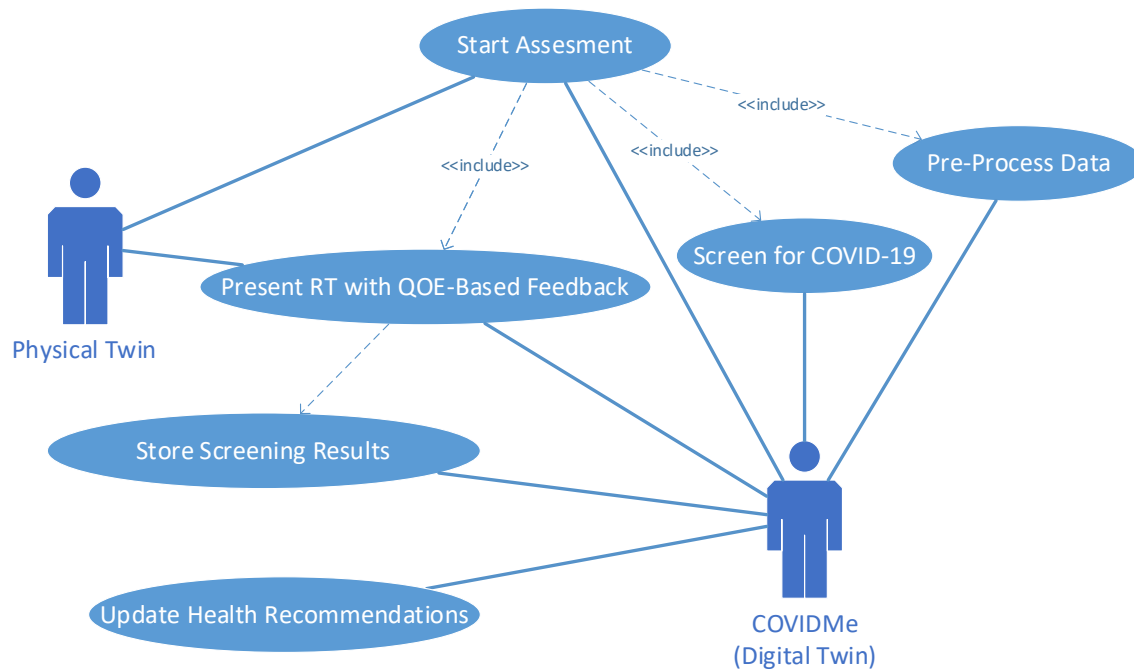 Start Assesment
<<include>>
<<include>>
<<include>>
Pre-Process Data
Screen for COVID-19
Present RT with QOE-Based Feedback
Physical Twin
Store Screening Results
Update Health Recommendations
COVIDMe
(Digital Twin)